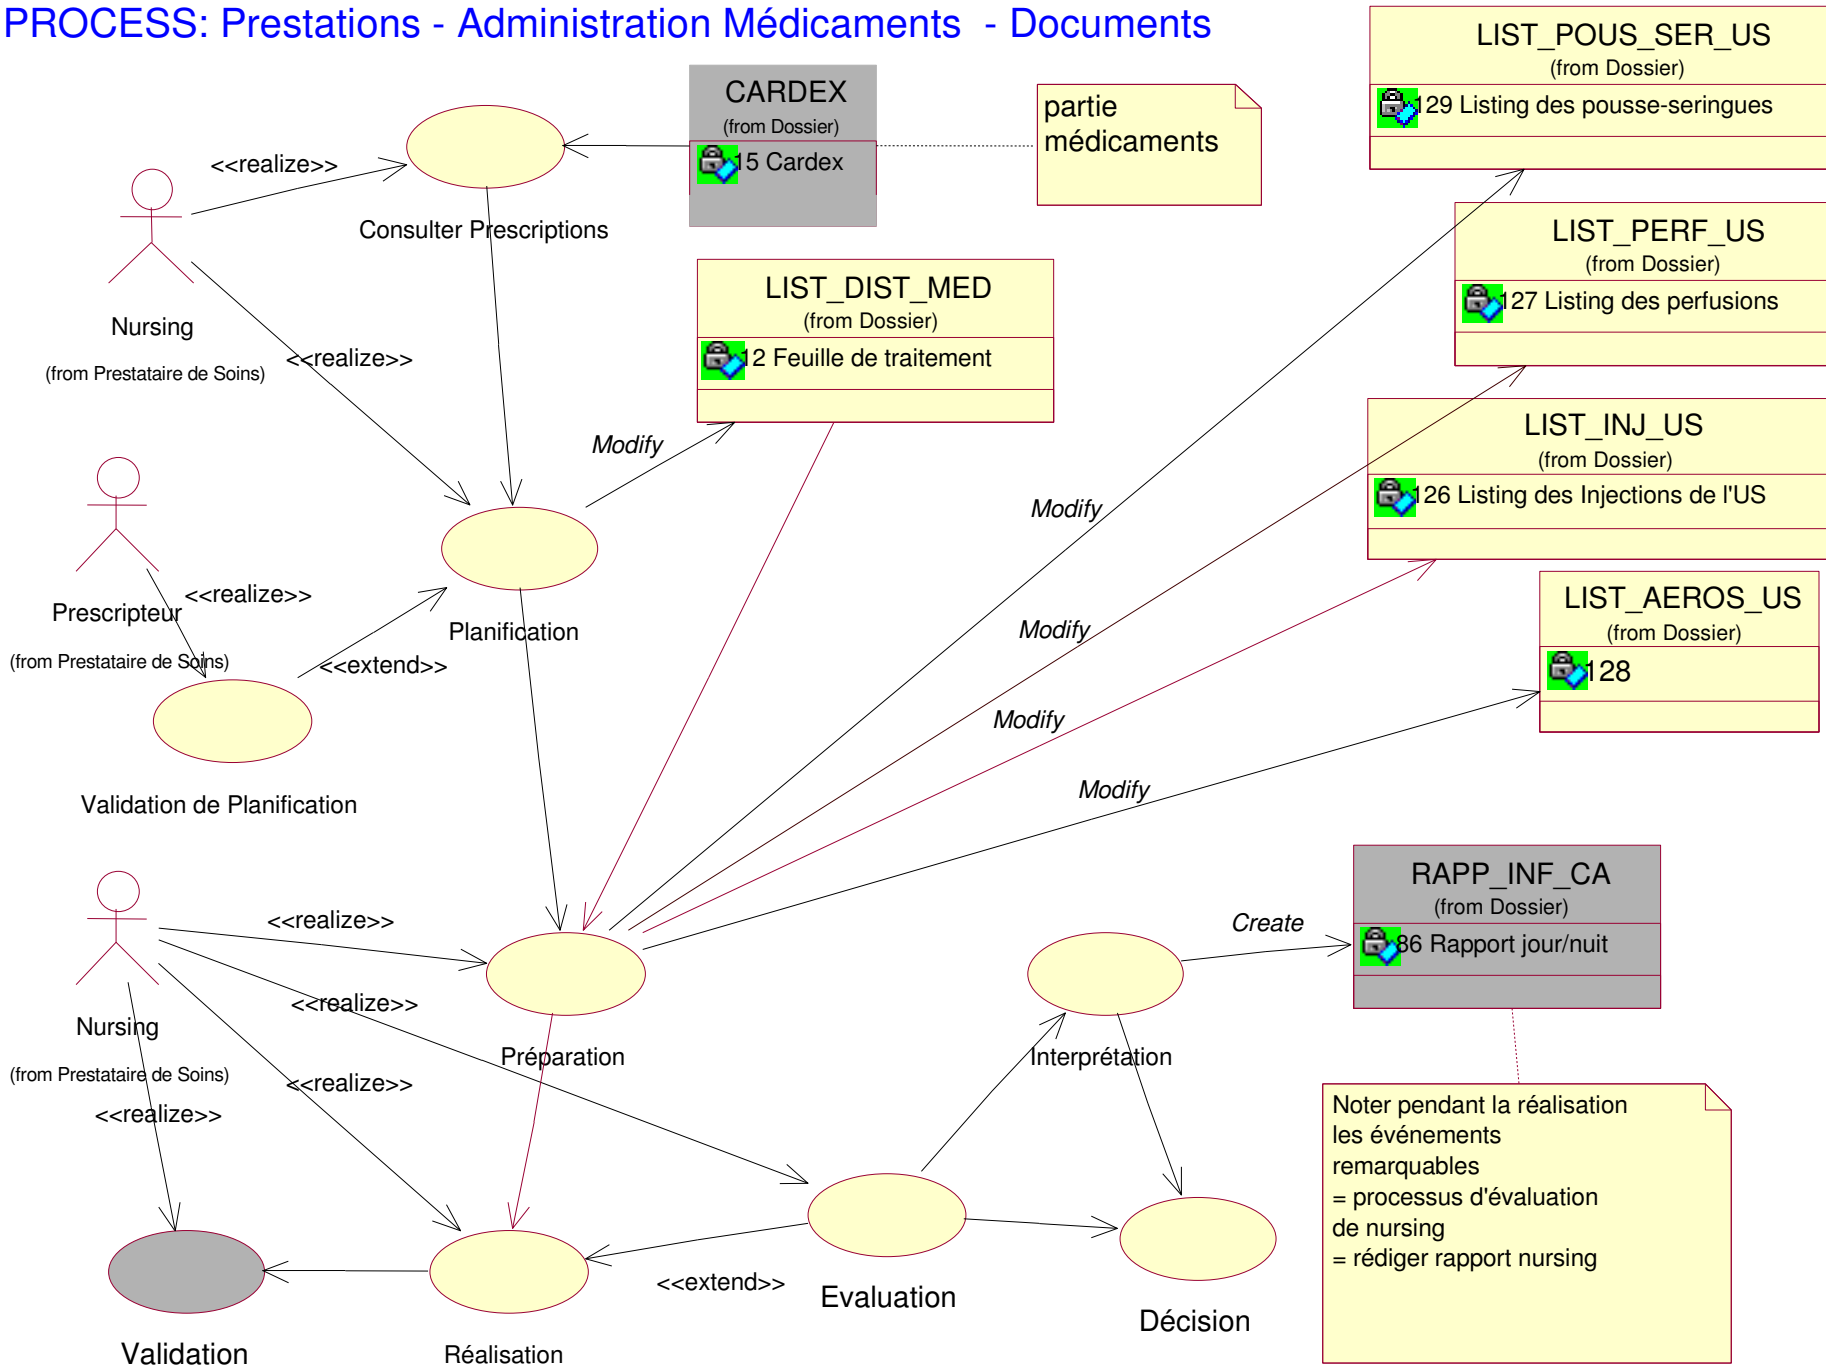 PROCESS: Prestations - Administration Médicaments - Documents
LIST_POUS_SER_US
(from Dossier)
129 Listing des pousse-seringues
CARDEX
(from Dossier)
15 Cardex
partie
médicaments
<<realize>>
Consulter Prescriptions
LIST_PERF_US
(from Dossier)
127 Listing des perfusions
Nursing
(from Prestataire de Soins)
<<realize>>
LIST_DIST_MED
(from Dossier)
12 Feuille de traitement
Modify
LIST_INJ_US
(from Dossier)
126 Listing des Injections de l'US
Modify
Prescripteur
(from Prestataire de Soins)
<<realize>>
<<extend>>
Planification
Modify
LIST_AEROS_US
(from Dossier)
128
Modify
Validation de Planification
Modify
RAPP_INF_CA
(from Dossier)
86 Rapport jour/nuit
Create
<<realize>>
<<realize>>
Nursing
(from Prestataire de Soins)
<<realize>>
<<realize>>
Préparation
Interprétation
Noter pendant la réalisation
les événements
remarquables
= processus d'évaluation
de nursing
= rédiger rapport nursing
<<extend>>
Evaluation
Décision
Validation
Réalisation